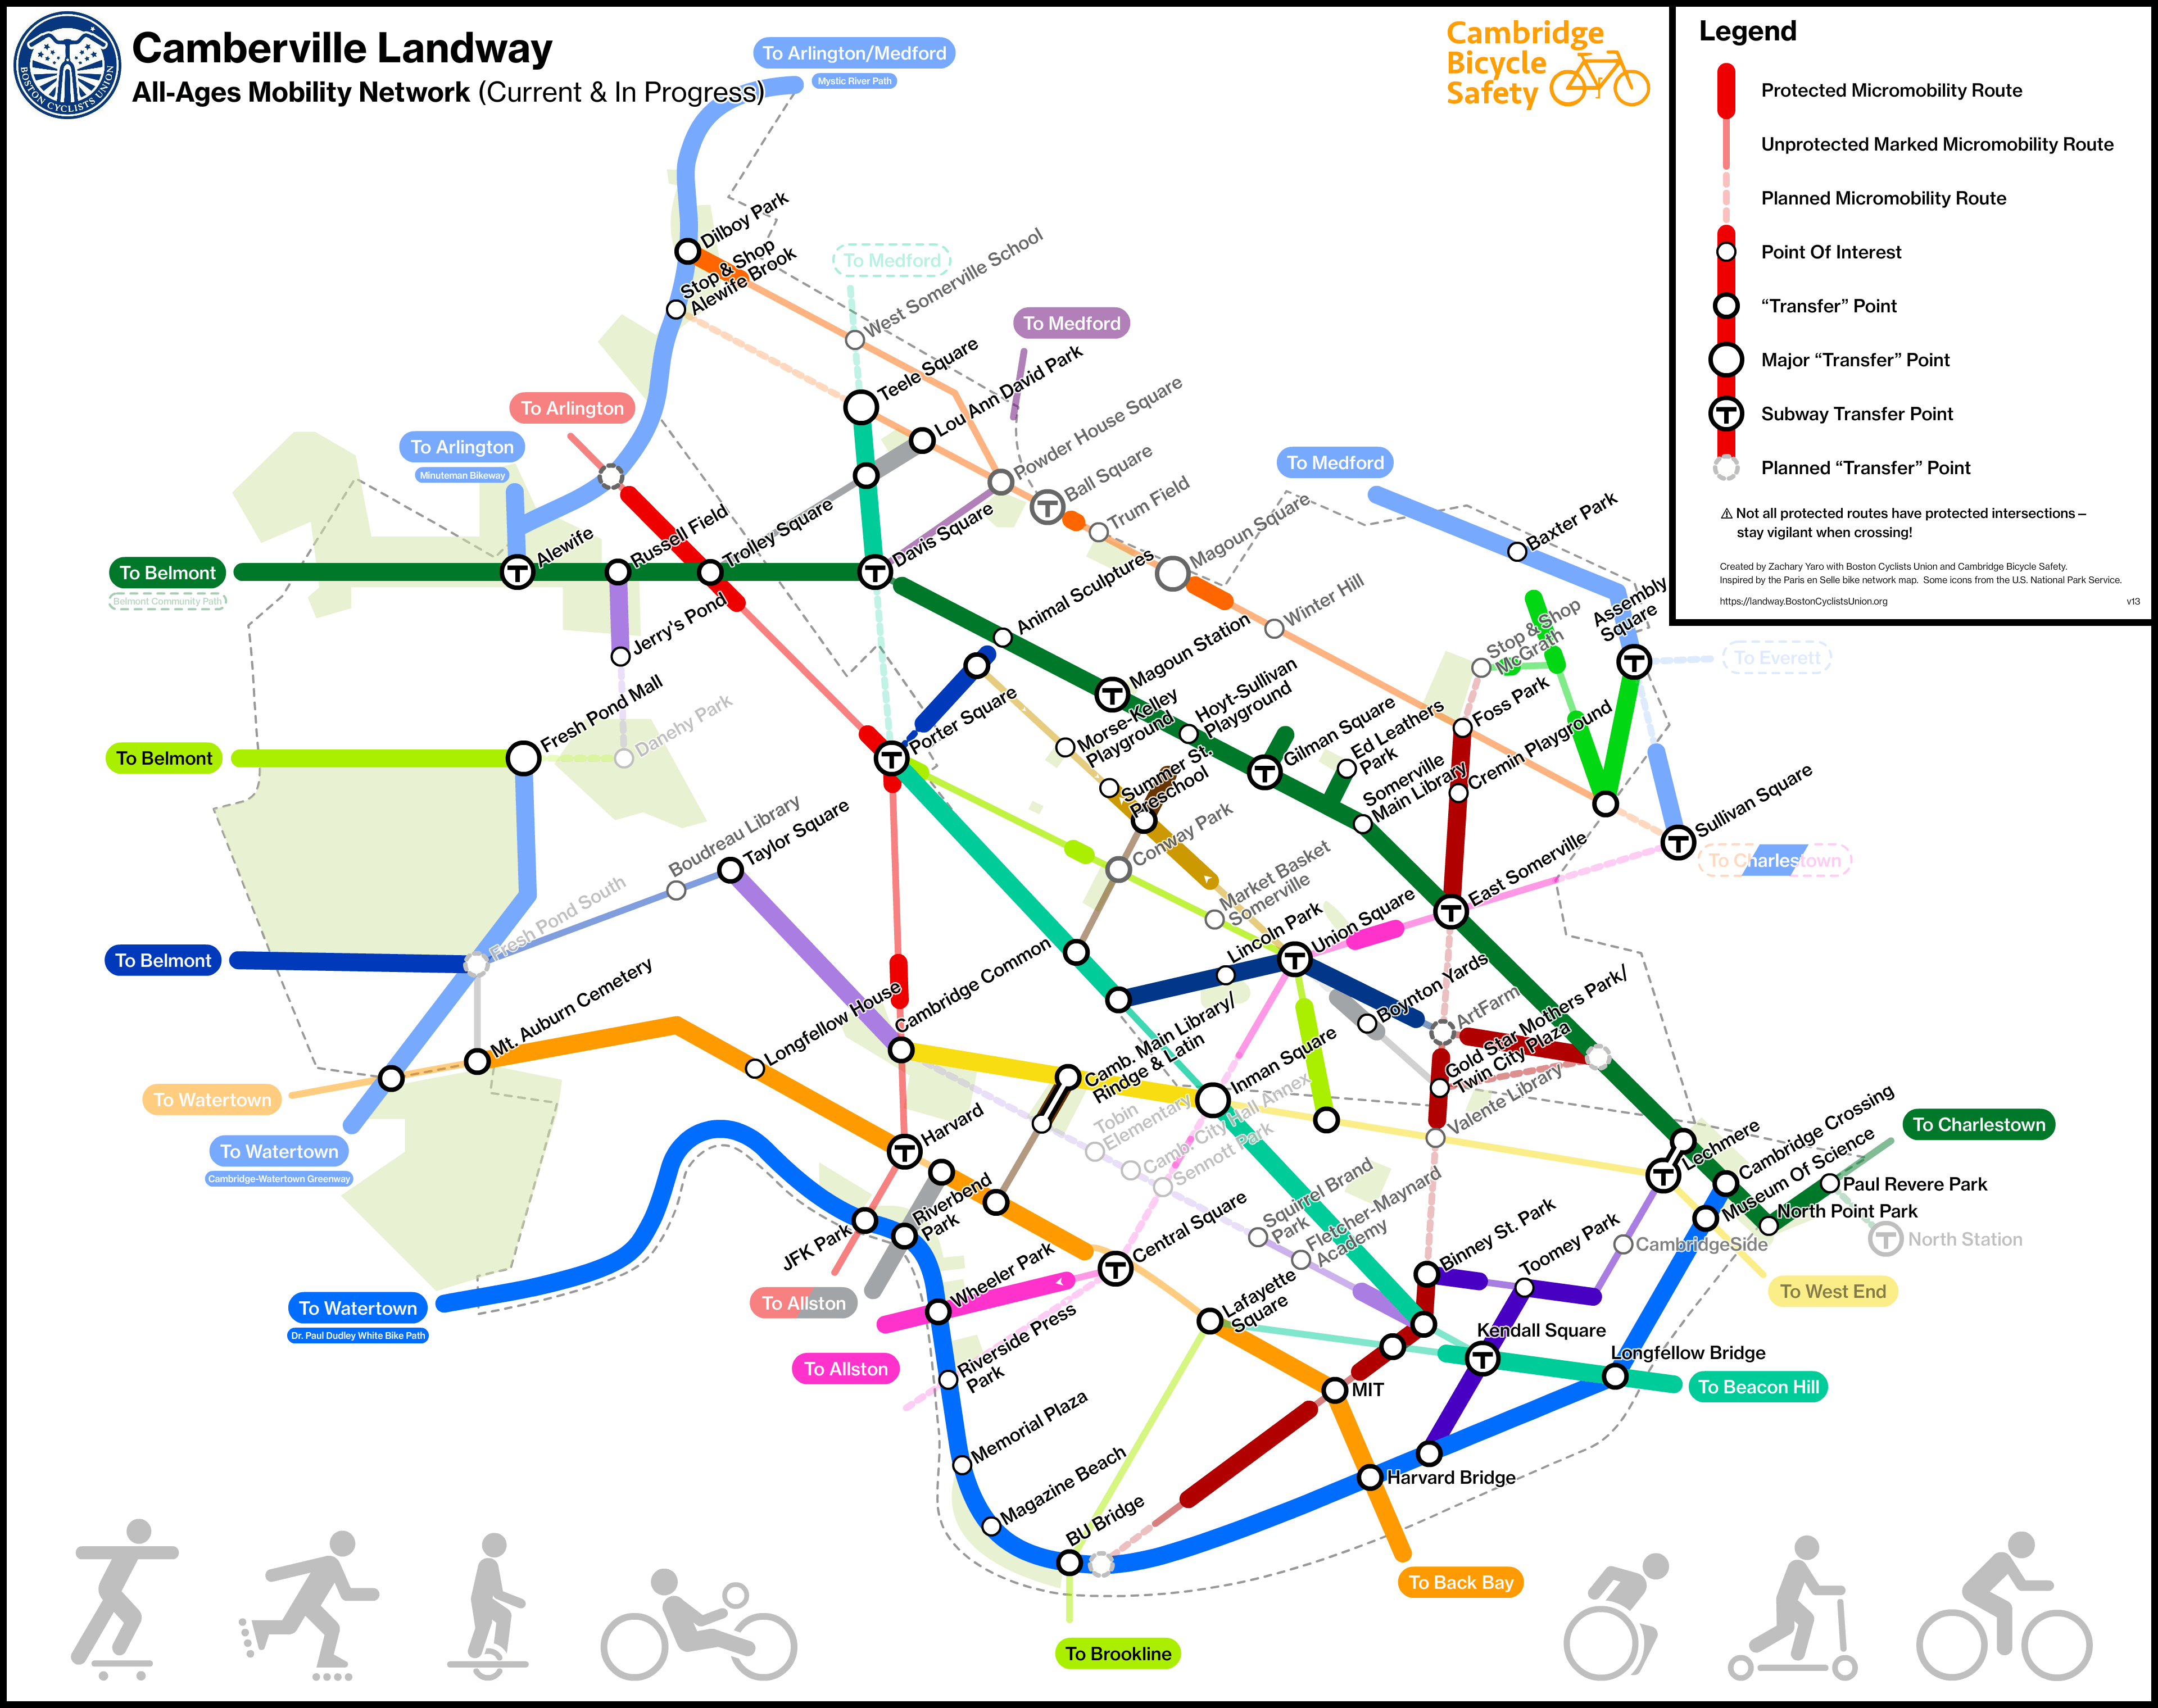 BOSTON CYCLISTS UNION
Camberville Landway
All-Ages Mobility Network (Current & In Progress)
Cambridge
Bicycle
Safety
Legend
Protected Micromobility Route
Unprotected Marked Micromobility Route
Planned Micromobility Route
Point Of Interest
“Transfer” Point
Major “Transfer” Point
T Subway Transfer Point
Planned “Transfer” Point
⚠ Not all protected routes have protected intersections –
stay vigilant when crossing!
Created by Zachary Yaro with Boston Cyclists Union and Cambridge Bicycle Safety.
Inspired by the Paris en Selle bike network map. Some icons from the U.S. National Park Service.
https://landway.BostonCyclistsUnion.org
v13
To Arlington/Medford
Mystic River Path
Dilboy Park
Stop & Shop
Alewife Brook
To Medford
West Somerville School
To Medford
Teele Square
Lou Ann David Park
Powder House Square
Ball Square
Trum Field
Magoun Square
To Arlington
To Arlington
Minuteman Bikeway
To Medford
Baxter Park
Assembly
Square
To Everett
To Belmont
Belmont Community Path
Alewife
Russell Field
Trolley Square
Davis Square
Animal Sculptures
Winter Hill
Stop & Shop
McGrath
Jerry's Pond
Magoun Station
Hoyt-Sullivan
Playground
Morse-Kelley
Playground
Gilman Square
Ed Leathers
Park
Foss Park
Cremin Playground
Fresh Pond Mall
Danehy Park
Porter Square
To Belmont
Summer St.
Preschool
Somerville
Main Library
Sullivan Square
To Charlestown
Boudreau Library
Taylor Square
Conway Park
Market Basket
Somerville
East Somerville
Fresh Pond South
To Belmont
Lincoln Park
Union Square
Boynton Yards
ArtFarm
Mt. Auburn Cemetery
Longfellow House
Cambridge Common
Camb. Main Library/
Rindge & Latin
Inman Square
Gold Star Mothers Park/
Twin City Plaza
Valente Library
To Watertown
To Watertown
Cambridge-Watertown Greenway
Harvard
Tobin
Elementary
Camb. City Hall Annex
Sennott Park
Lechmere
Cambridge Crossing
Museum Of Science
To Charlestown
Paul Revere Park
North Point Park
North Station
CambridgeSide
To West End
Riverbend
Park
JFK Park
Central Square
Squirrel Brand
Park
Fletcher-Maynard
Academy
Binney St. Park
Toomey Park
To Watertown
Dr. Paul Dudley White Bike Path
To Allston
Wheeler Park
Lafayette
Square
Kendall Square
Longfellow Bridge
To Beacon Hill
To Allston
Riverside Press
Park
MIT
Memorial Plaza
Magazine Beach
Harvard Bridge
BU Bridge
To Back Bay
To Brookline